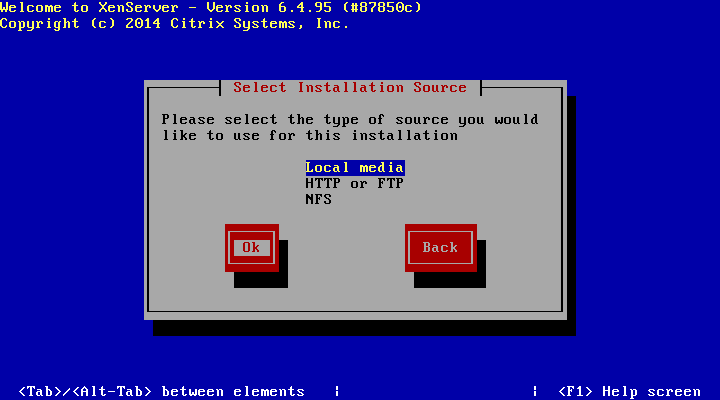 Welcome to XenServer - Version 6.4.95 (#87850c)
Copyright (c) 2014 Citrix Systems, Inc.
Select Installation Source
Please select the type of source you would
like to use for this installation
Local media
HTTP or FTP
NFS
Ok Back
<Tab>/<Alt-Tab> between elements | | <F1> Help screen